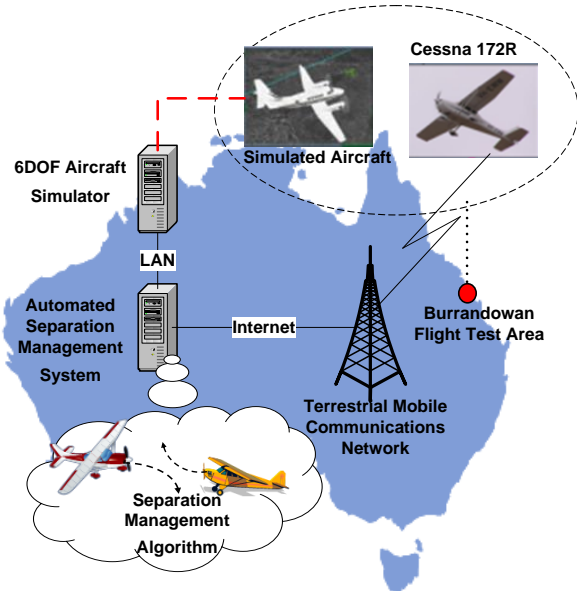 Cessna 172R
Simulated Aircraft
6DOF Aircraft
Simulator
LAN
Automated
Separation
Management
System
Internet
Burrandowan
Flight Test Area
Terrestrial Mobile
Communications
Network
Separation
Management
Algorithm